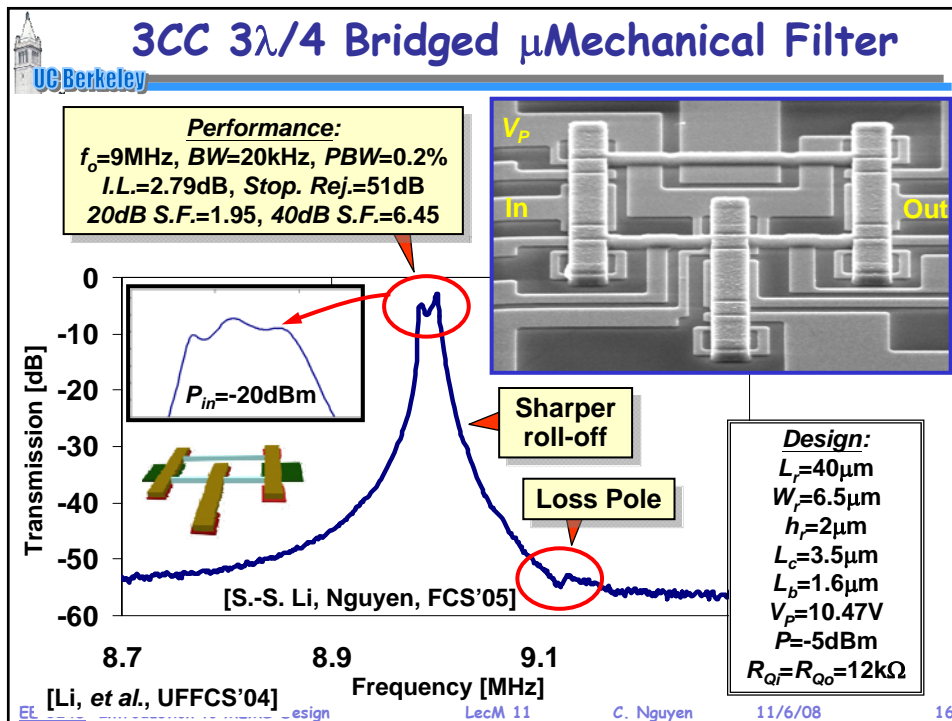 3CC 3λ/4 Bridged μMechanical Filter
UC Berkeley
Performance:
fo=9MHz, BW=20kHz, PBW=0.2%
I.L.=2.79dB, Stop. Rej.=51dB
20dB S.F.=1.95, 40dB S.F.=6.45
VP
In
Out
0
-10
-20
-30
-40
-50
-60
Transmission [dB]
Pin=-20dBm
Sharper
roll-off
Loss Pole
[S.-S. Li, Nguyen, FCS'05]
Design:
Lr=40μm
Wr=6.5μm
hr=2μm
Lc=3.5μm
Lb=1.6μm
VP=10.47V
P=-5dBm
RQi=RQo=12kΩ
8.7
8.9
9.1
Frequency [MHz]
[Li, et al., UFFCS'04]
LecM 11
C. Nguyen
11/6/08
16